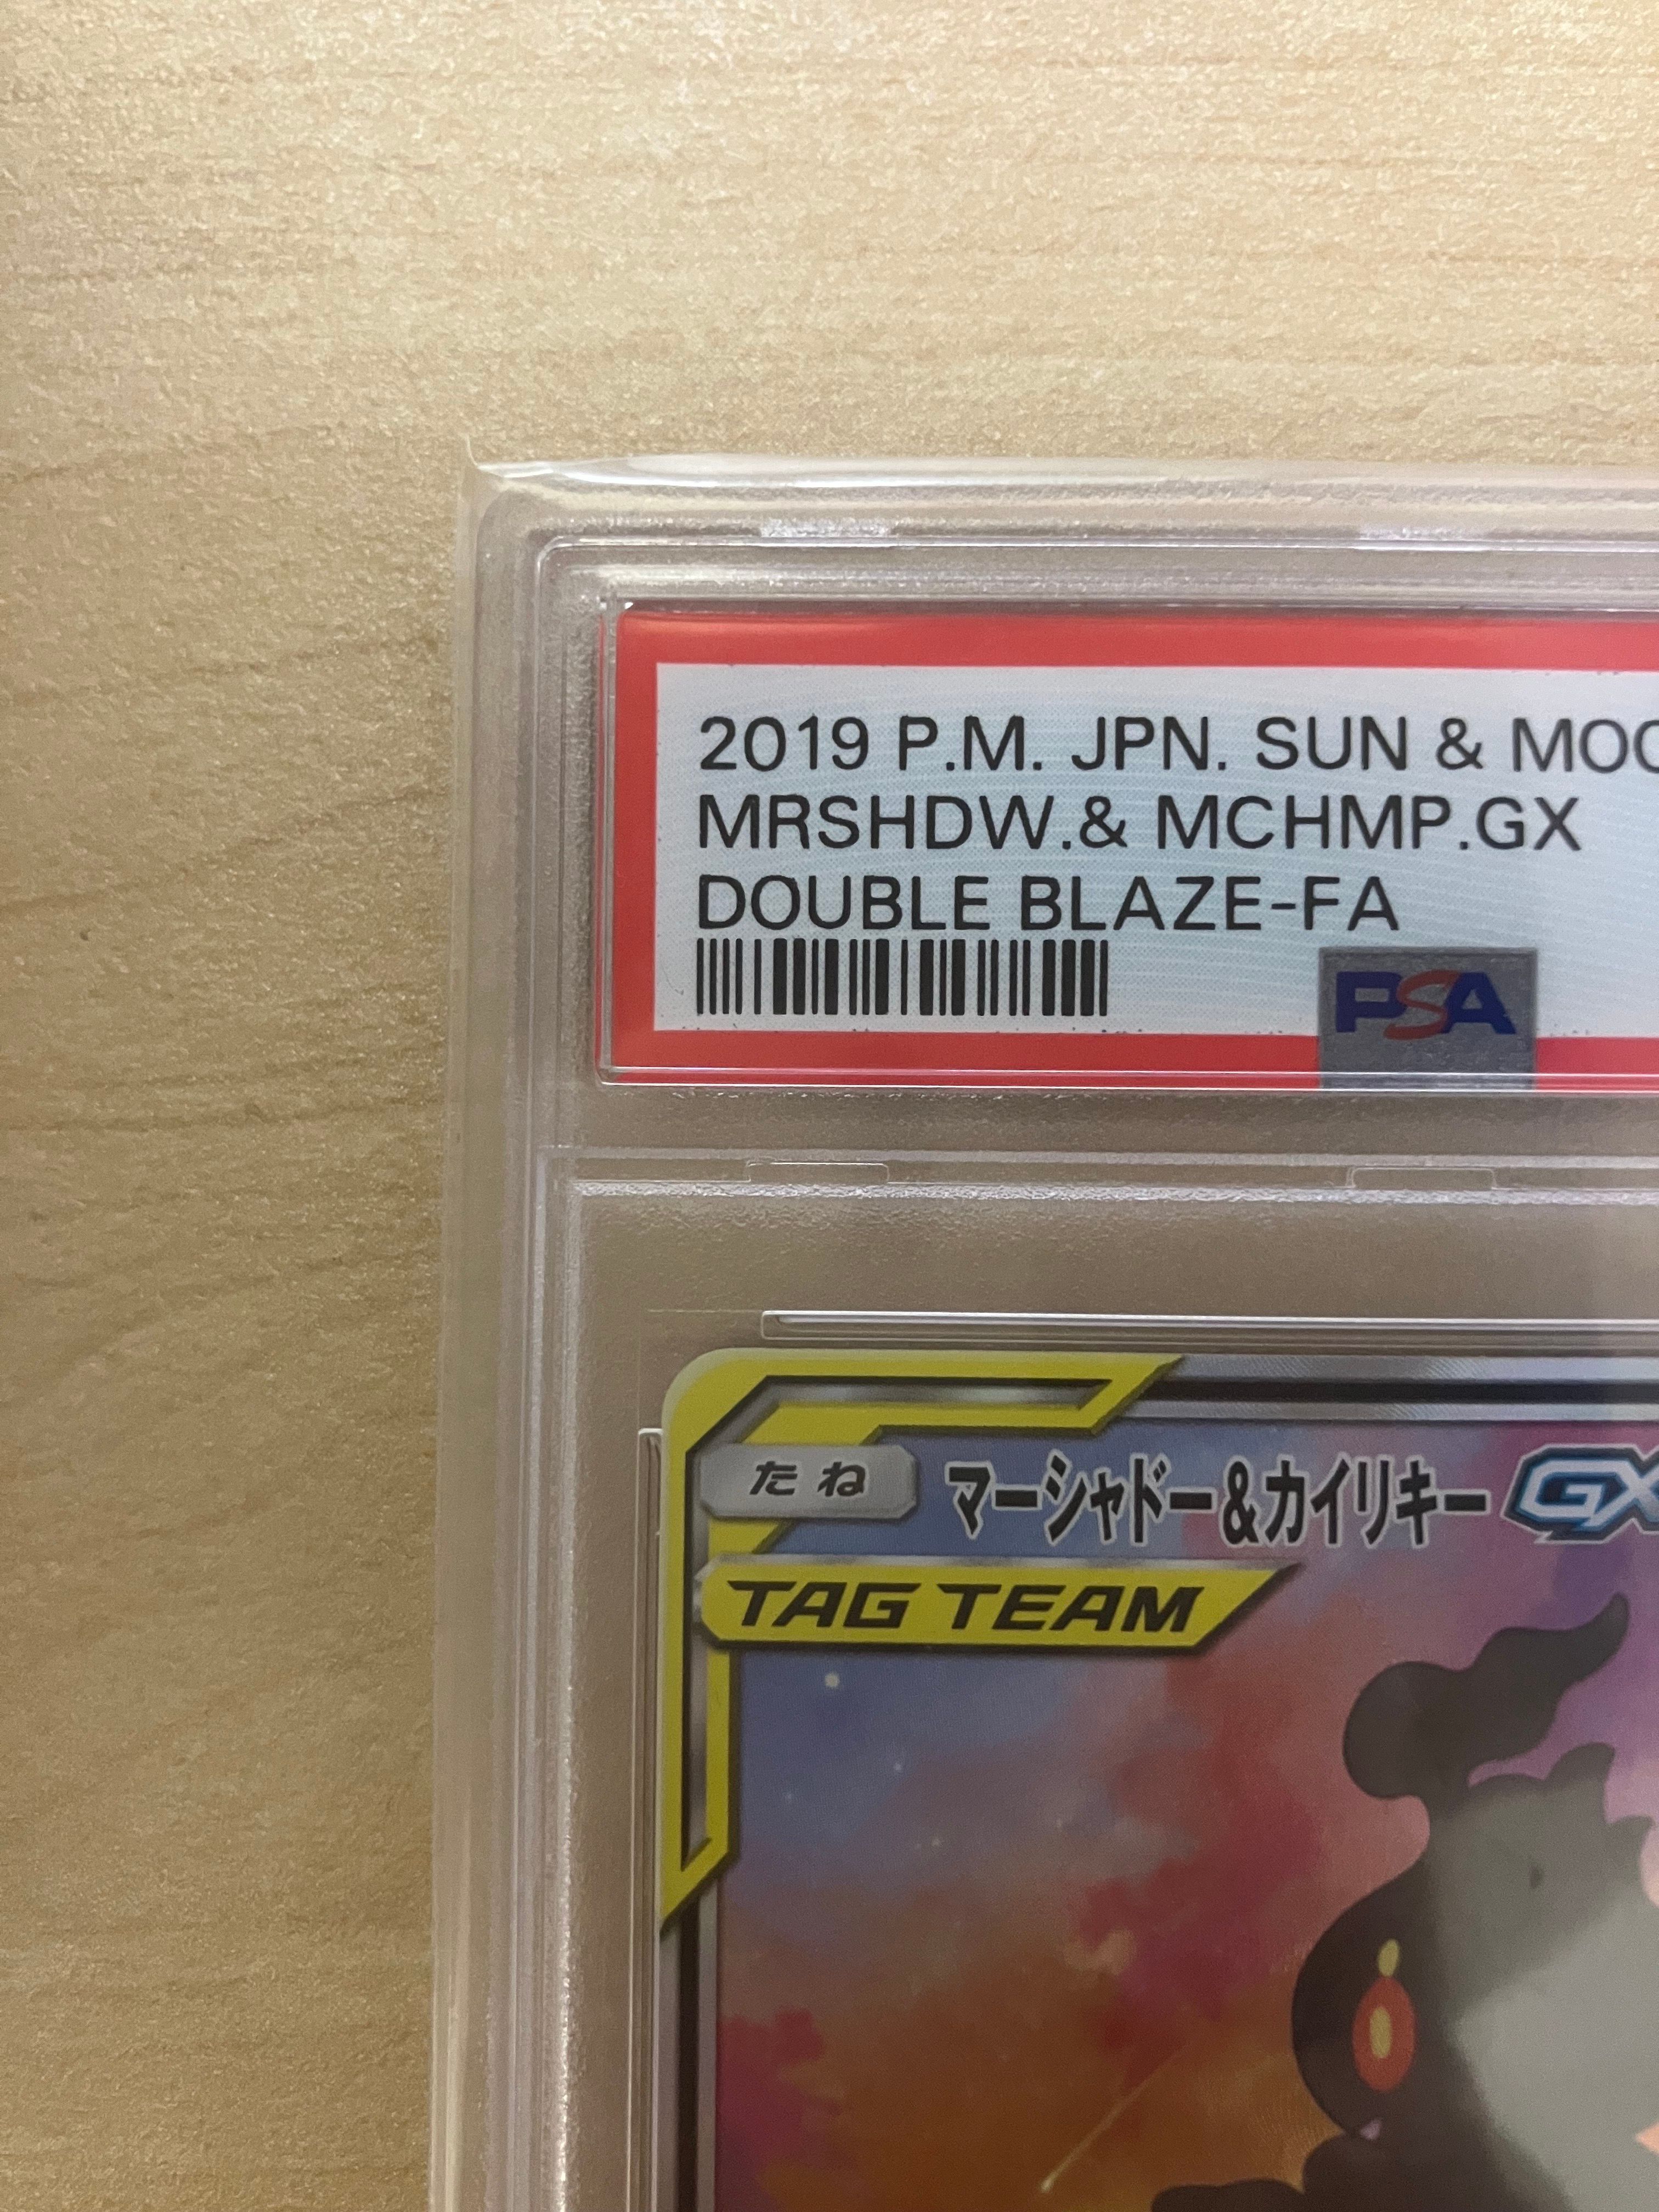 2019 P.M. JPN. SUN & MOO
MRSHDW.& MCHMP.GX
DOUBLE BLAZE-FA
PSA
たね
マーシャドー&カイリキー GX
TAG TEAM